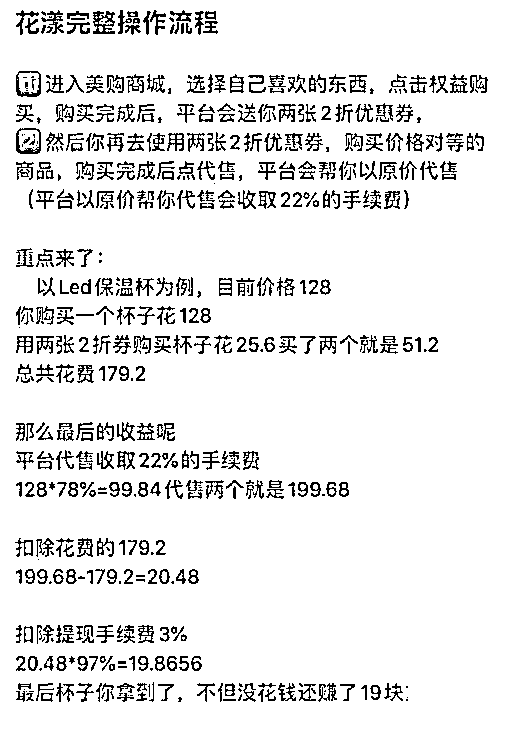 花漾完整操作流程
进入美购商城，选择自己喜欢的东西，点击权益购
买，购买完成后，平台会送你两张2折优惠券，
然后你再去使用两张2折优惠券，购买价格对等的
商品，购买完成后点代售，平台会帮你以原价代售
（平台以原价帮你代售会收取22%的手续费）
重点来了：
以Led保温杯为例，目前价格128
你购买一个杯子花128
用两张2折券购买杯子花25.6买了两个就是51.2
总共花费179.2
那么最后的收益呢
平台代售收取22%的手续费
128*78%=99.84代售两个就是199.68
扣除花费的179.2
199.68-179.2=20.48
扣除提现手续费3%
20.48*97%=19.8656
最后杯子你拿到了，不但没花钱还赚了19块